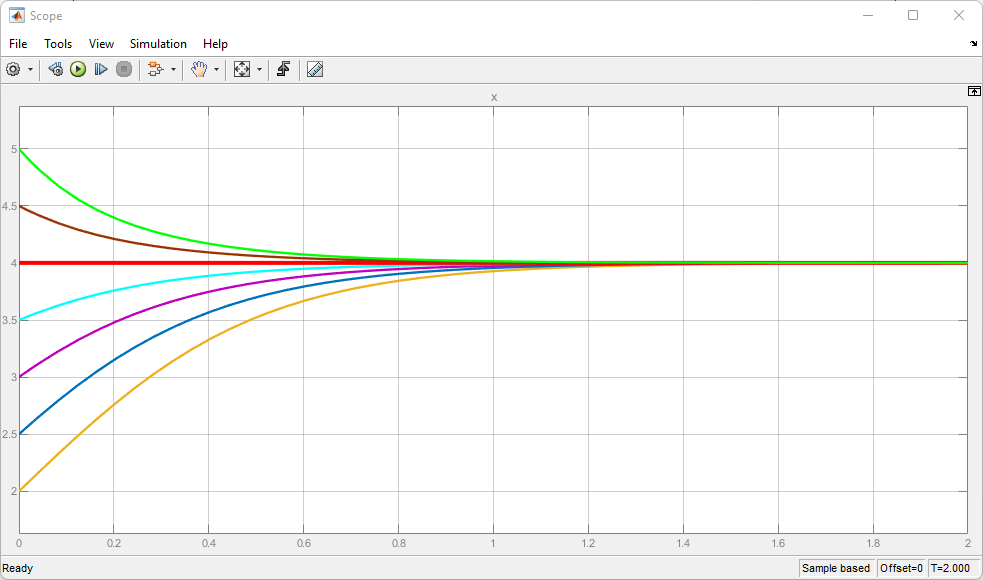 Scope
File Tools View Simulation Help
x
5
4.5
4
3.5
3
2.5
2
0 0.2 0.4 0.6 0.8 1 1.2 1.4 1.6 1.8 2
Ready Sample based Offset=0 T=2.000